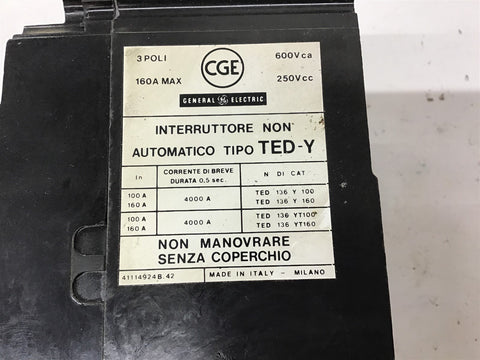 3 POLI CGE 600Vca
160A MAX 250Vcc
GENERAL GE ELECTRIC
INTERRUTTORE NON
AUTOMATICO TIPO TED-Y
In CORRENTE DI BREVE DURATA 0,5 sec. N DI CAT
100 A 4000 A TED 136 Y 100
160 A TED 136 Y 160
100 A 4000 A TED 136 YT100
160 A TED 136 YT160
NON MANOVRARE
SENZA COPERCHIO
41114924B.42 MADE IN ITALY - MILANO